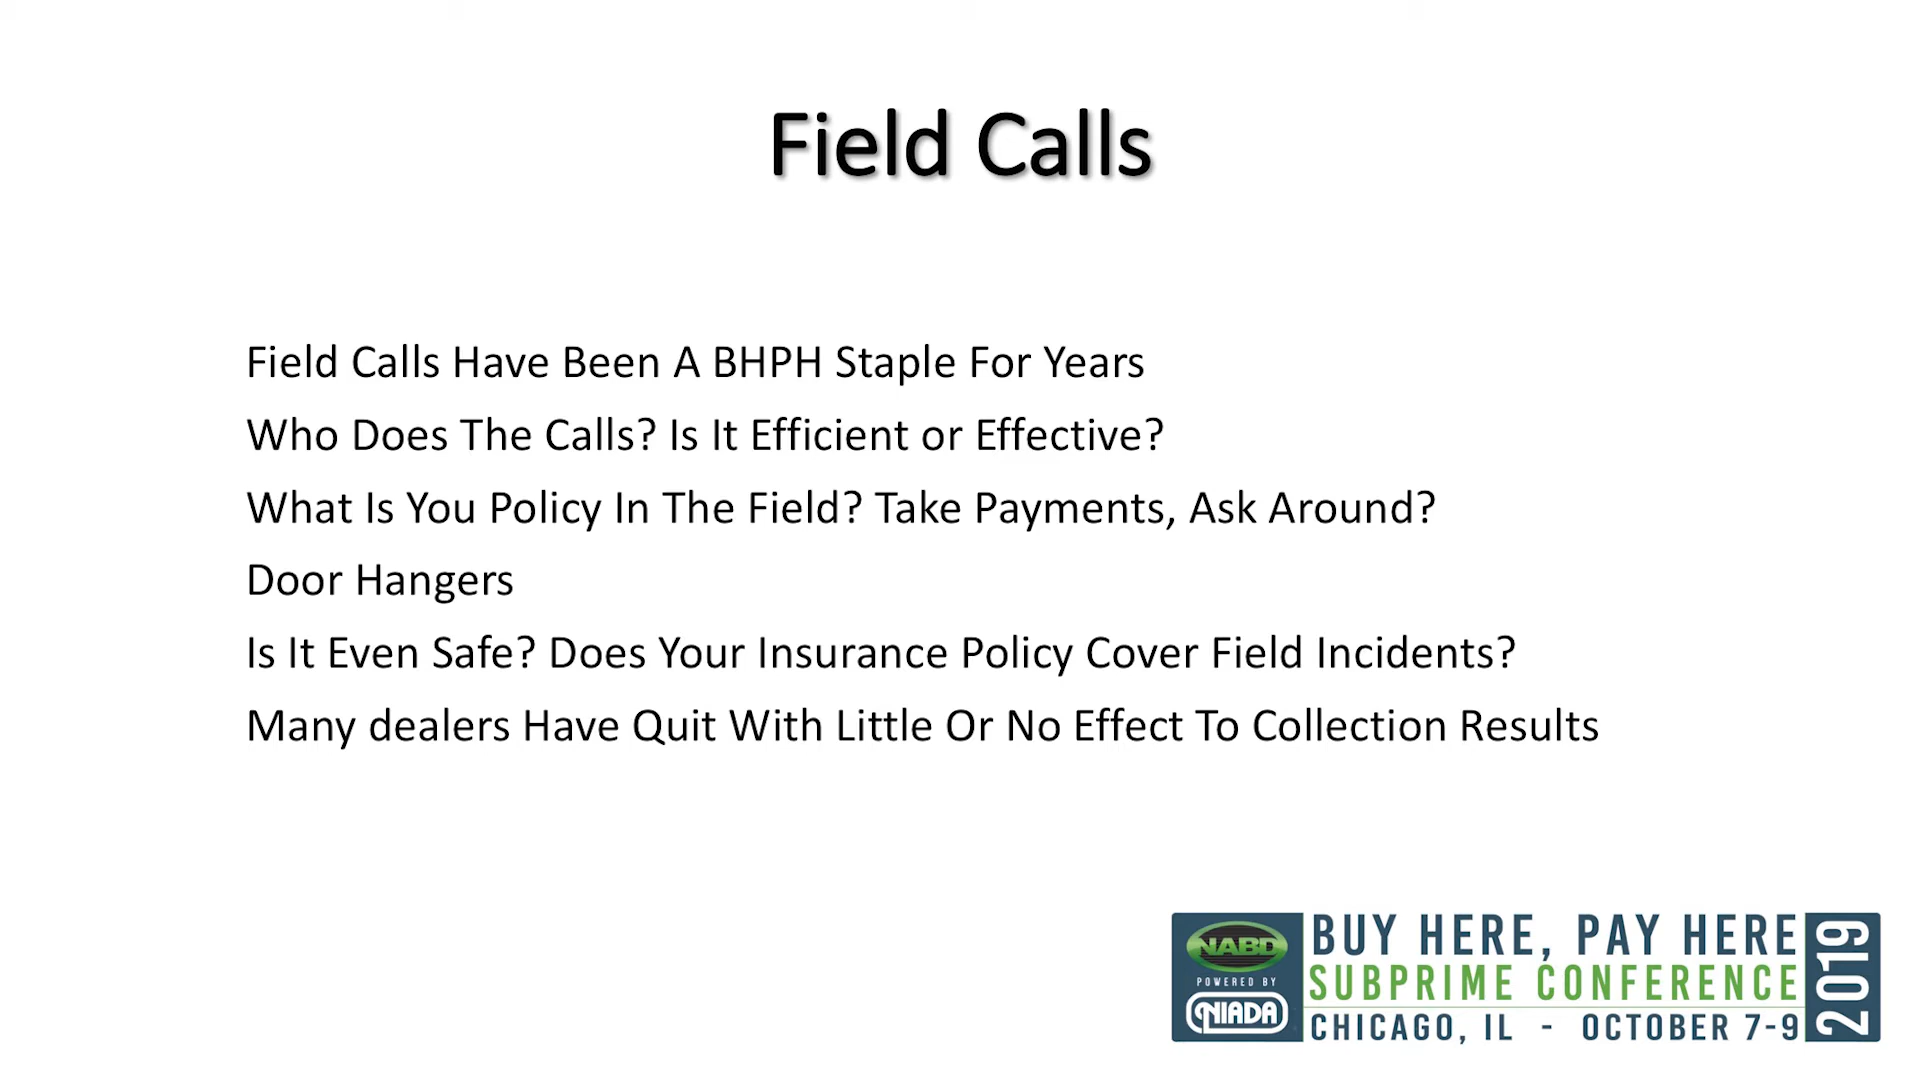 Field Calls
Field Calls Have Been A BHPH Staple For Years
Who Does The Calls? Is It Efficient or Effective?
What Is You Policy In The Field? Take Payments, Ask Around?
Door Hangers
Is It Even Safe? Does Your Insurance Policy Cover Field Incidents?
Many dealers Have Quit With Little Or No Effect To Collection Results
NABD
POWERED BY
NIADA
BUY HERE, PAY HERE
SUBPRIME CONFERENCE
CHICAGO, IL - OCTOBER 7-9
2019